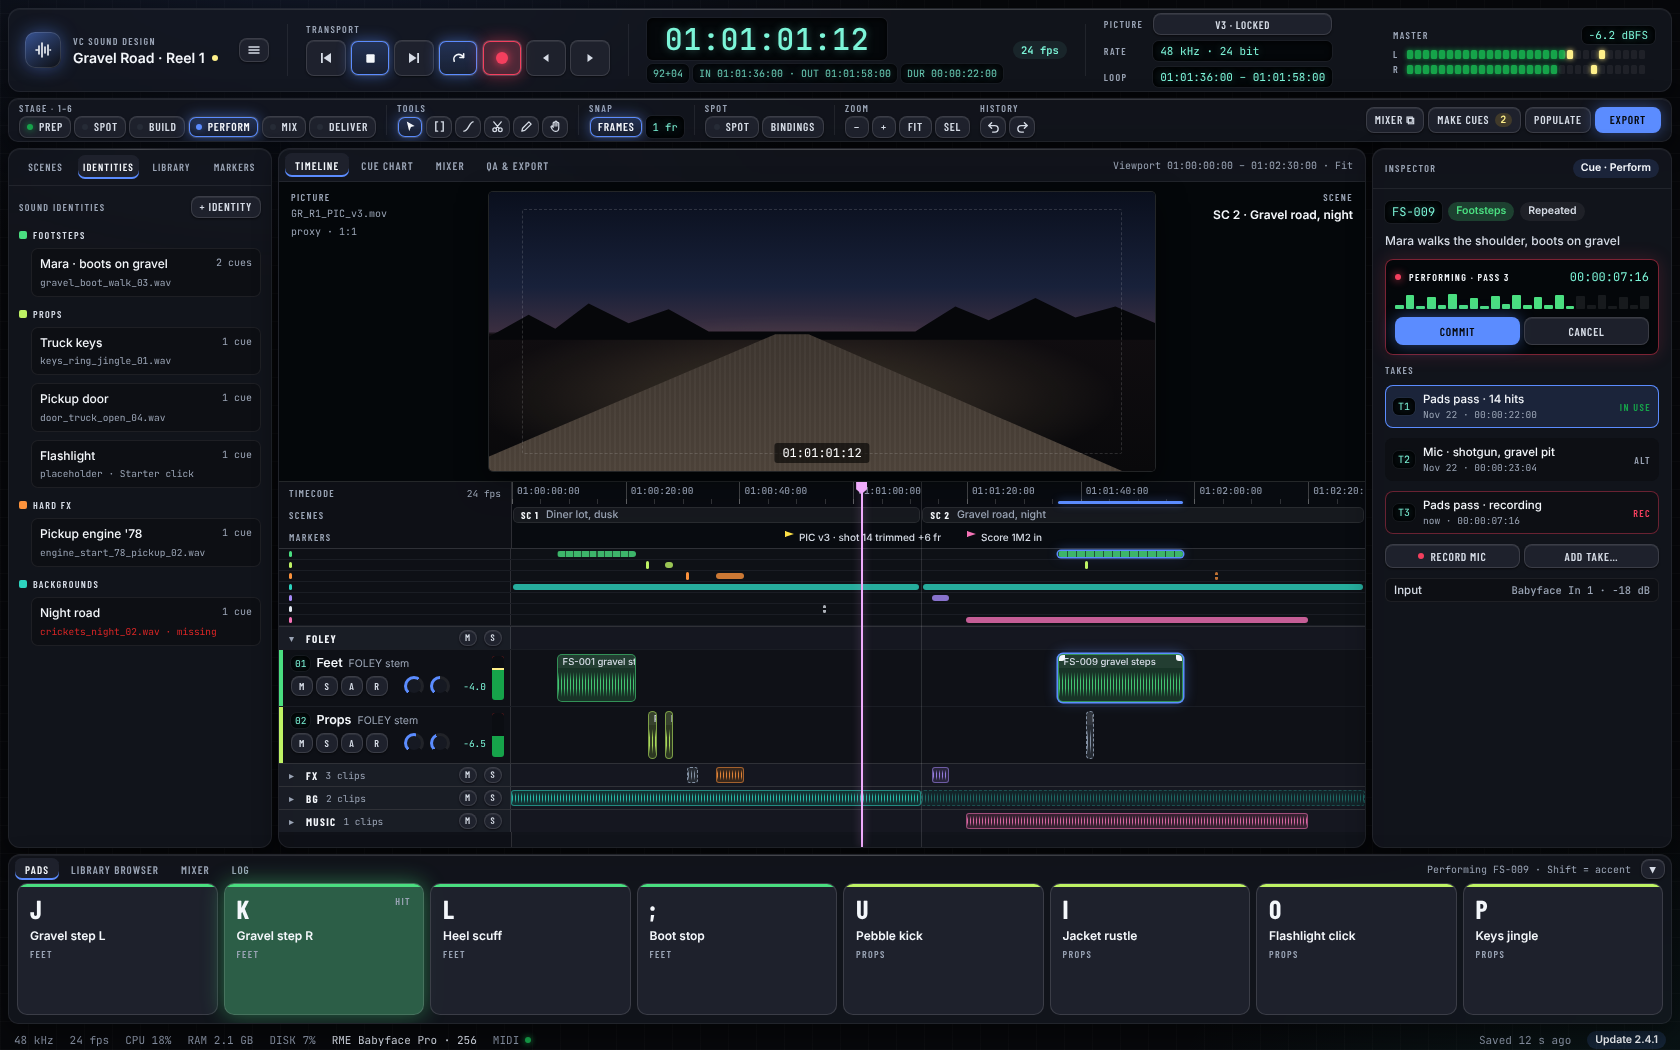 VC SOUND DESIGN
Gravel Road · Reel 1
TRANSPORT
01:01:01:12
92+04
IN 01:01:36:00 · OUT 01:01:58:00
DUR 00:00:22:00
24 fps
PICTURE
V3 · LOCKED
RATE
48 kHz · 24 bit
LOOP
01:01:36:00 – 01:01:58:00
MASTER
-6.2 dBFS
L
R
STAGE · 1–6
PREP
SPOT
BUILD
PERFORM
MIX
DELIVER
TOOLS
SNAP
FRAMES
1 fr
SPOT
SPOT
BINDINGS
ZOOM
-
+
FIT
SEL
HISTORY
MIXER
MAKE CUES 2
POPULATE
EXPORT
SCENES
IDENTITIES
LIBRARY
MARKERS
SOUND IDENTITIES
+ IDENTITY
FOOTSTEPS
Mara · boots on gravel
2 cues
gravel_boot_walk_03.wav
PROPS
Truck keys
1 cue
keys_ring_jingle_01.wav
Pickup door
1 cue
door_truck_open_04.wav
Flashlight
1 cue
placeholder · Starter click
HARD FX
Pickup engine '78
1 cue
engine_start_78_pickup_02.wav
BACKGROUNDS
Night road
1 cue
crickets_night_02.wav · missing
TIMELINE
CUE CHART
MIXER
QA & EXPORT
Viewport 01:00:00:00 – 01:02:30:00 · Fit
PICTURE
GR_R1_PIC_v3.mov
proxy · 1:1
SCENE
SC 2 · Gravel road, night
01:01:01:12
TIMECODE
24 fps
01:00:00:00
01:00:20:00
01:00:40:00
1:01:00:00
01:01:20:00
01:01:40:00
01:02:00:00
01:02:20:
SCENES
SC 1 Diner lot, dusk
SC 2 Gravel road, night
MARKERS
PIC v3 · shot 14 trimmed +6 fr
Score 1M2 in
FOLEY
M
S
01
Feet
FOLEY stem
M
S
A
R
-4.0
FS-001 gravel st
FS-009 gravel steps
02
Props
FOLEY stem
M
S
A
R
-6.5
FX 3 clips
M
S
BG 2 clips
M
S
MUSIC 1 clips
M
S
INSPECTOR
Cue · Perform
FS-009
Footsteps
Repeated
Mara walks the shoulder, boots on gravel
PERFORMING · PASS 3
00:00:07:16
COMMIT
CANCEL
TAKES
T1
Pads pass · 14 hits
Nov 22 · 00:00:22:00
IN USE
T2
Mic · shotgun, gravel pit
Nov 22 · 00:00:23:04
ALT
T3
Pads pass · recording
now · 00:00:07:16
REC
RECORD MIC
ADD TAKE…
Input
Babyface In 1 · -18 dB
PADS
LIBRARY BROWSER
MIXER
LOG
Performing FS-009 · Shift = accent
J
Gravel step L
FEET
K
HIT
Gravel step R
FEET
L
Heel scuff
FEET
;
Boot stop
FEET
U
Pebble kick
PROPS
I
Jacket rustle
PROPS
O
Flashlight click
PROPS
P
Keys jingle
PROPS
48 kHz
24 fps
CPU 18%
RAM 2.1 GB
DISK 7%
RME Babyface Pro · 256
MIDI
Saved 12 s ago
Update 2.4.1